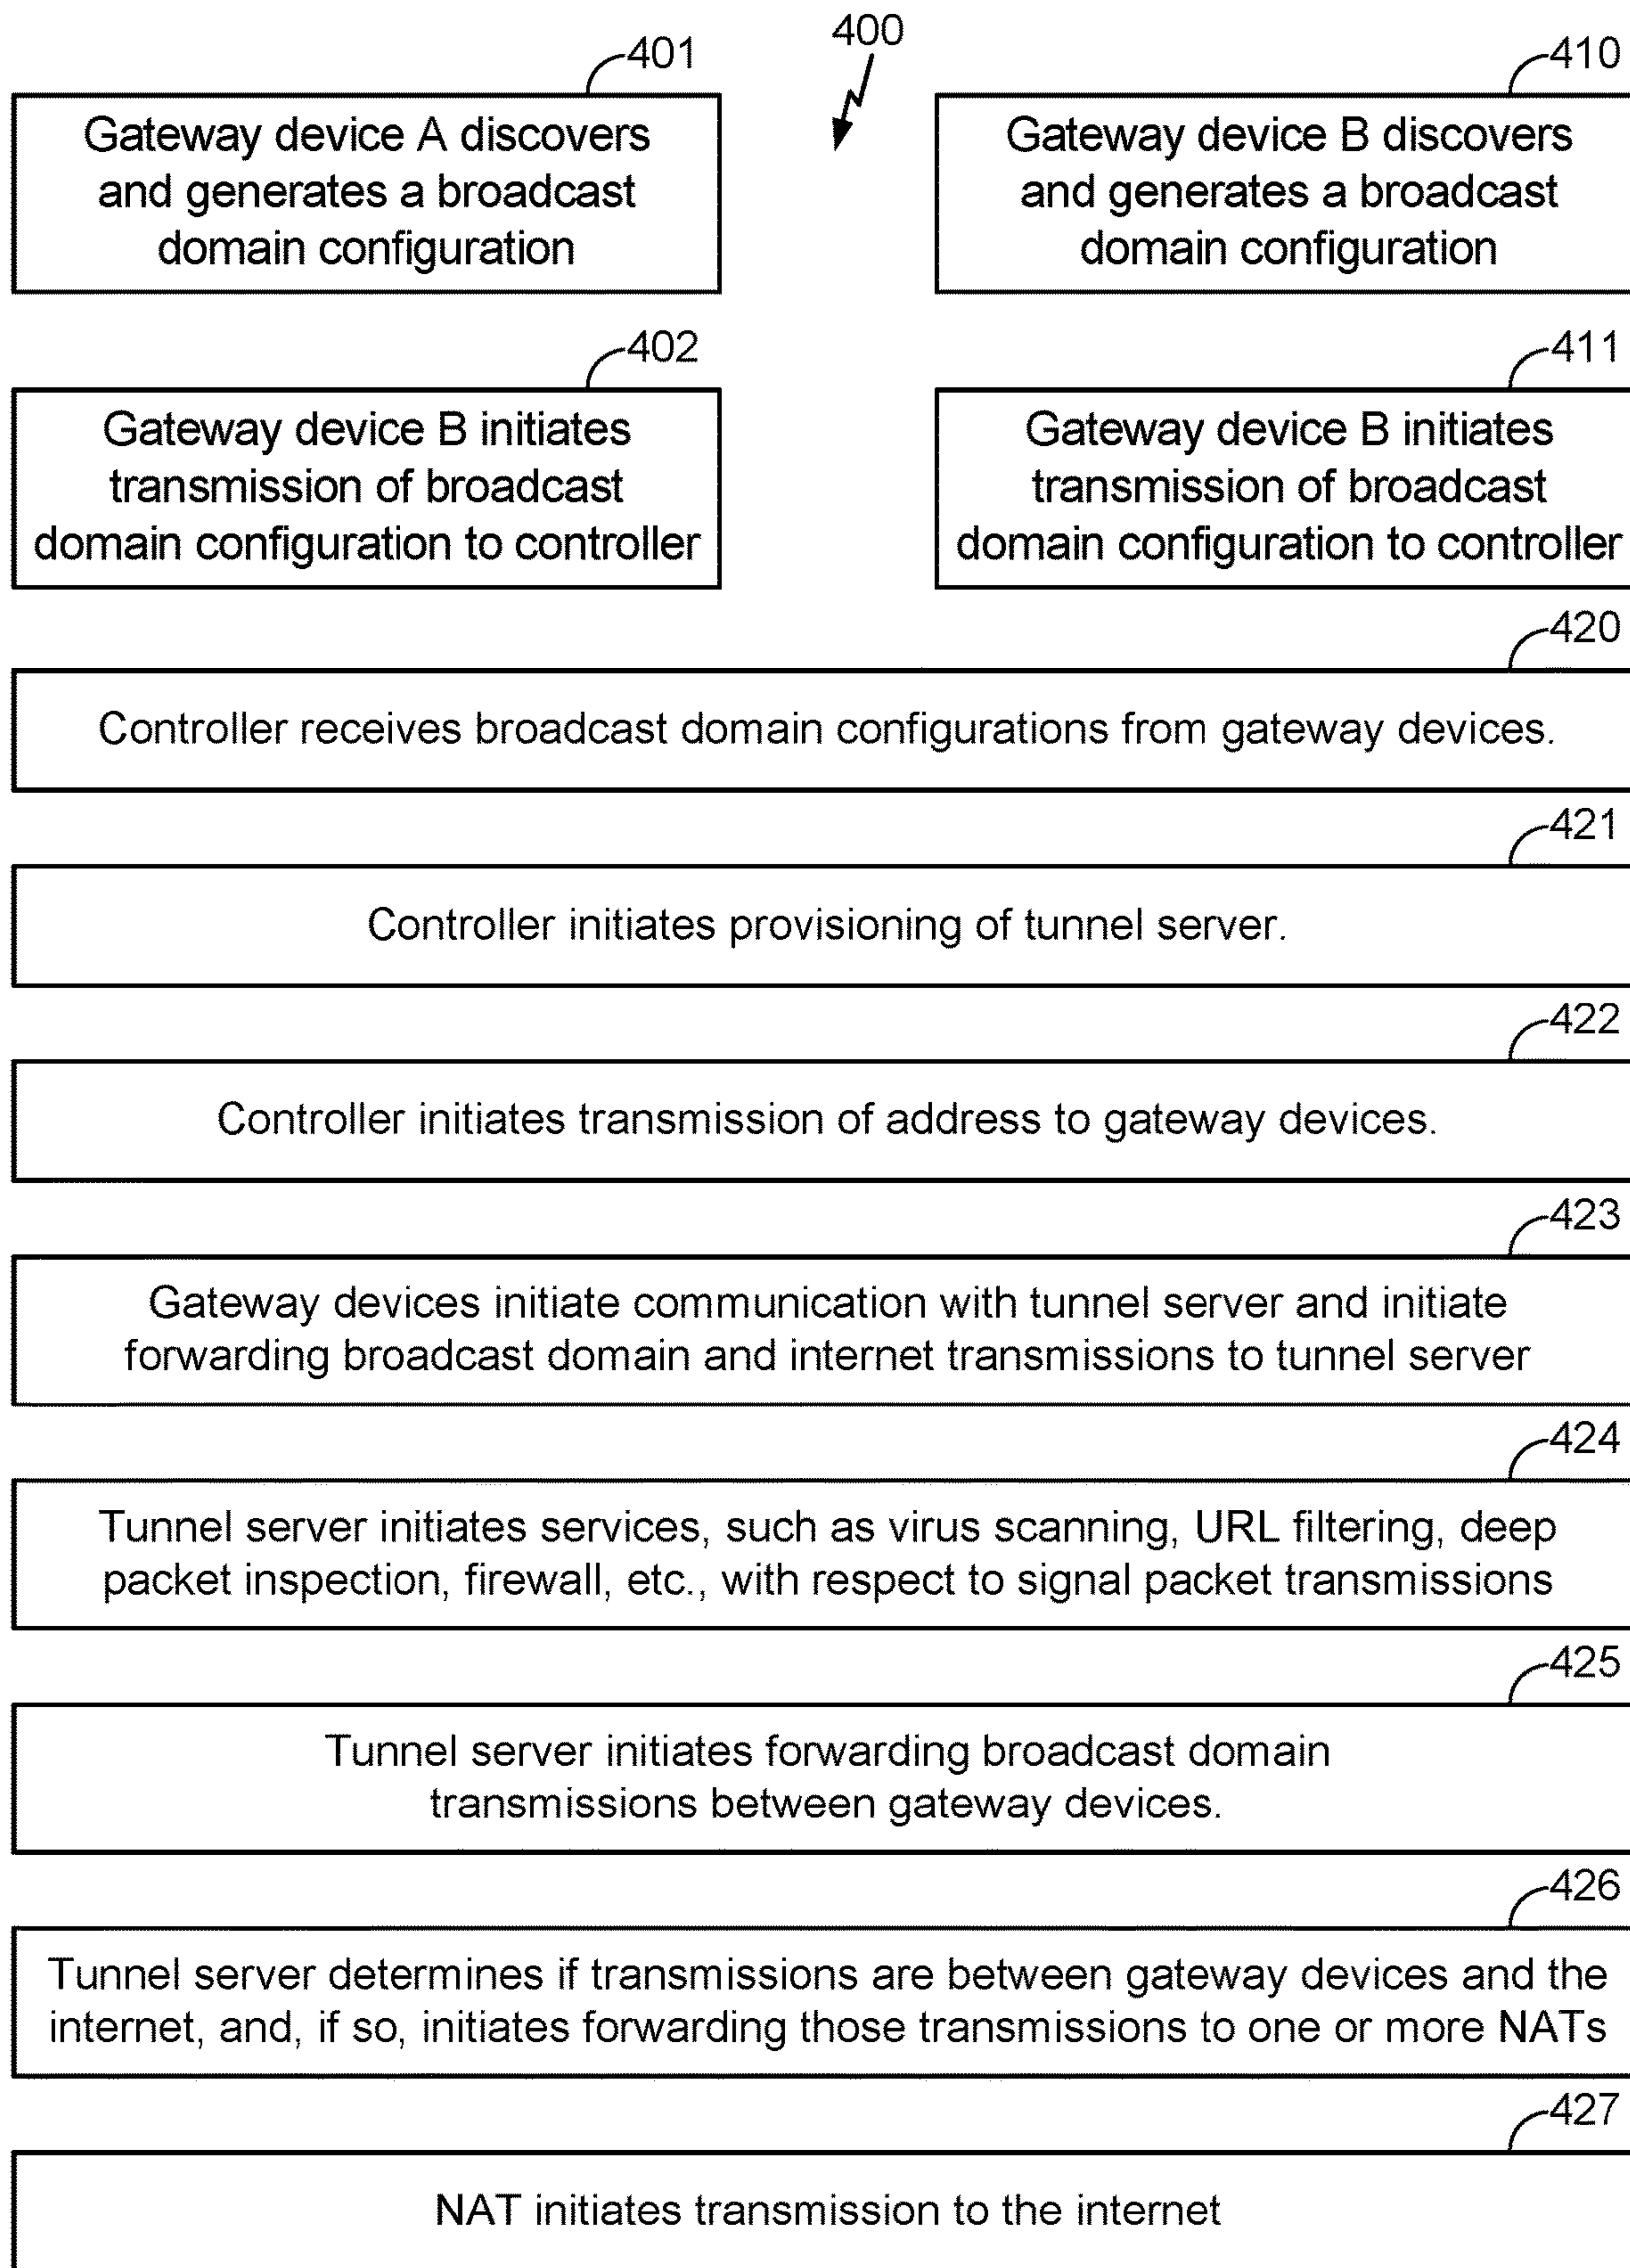 400
401
Gateway device A discovers
and generates a broadcast
domain configuration
410
Gateway device B discovers
and generates a broadcast
domain configuration
402
Gateway device B initiates
transmission of broadcast
domain configuration to controller
411
Gateway device B initiates
transmission of broadcast
domain configuration to controller
420
Controller receives broadcast domain configurations from gateway devices.
421
Controller initiates provisioning of tunnel server.
422
Controller initiates transmission of address to gateway devices.
423
Gateway devices initiate communication with tunnel server and initiate
forwarding broadcast domain and internet transmissions to tunnel server
424
Tunnel server initiates services, such as virus scanning, URL filtering, deep
packet inspection, firewall, etc., with respect to signal packet transmissions
425
Tunnel server initiates forwarding broadcast domain
transmissions between gateway devices.
426
Tunnel server determines if transmissions are between gateway devices and the
internet, and, if so, initiates forwarding those transmissions to one or more NATs
427
NAT initiates transmission to the internet